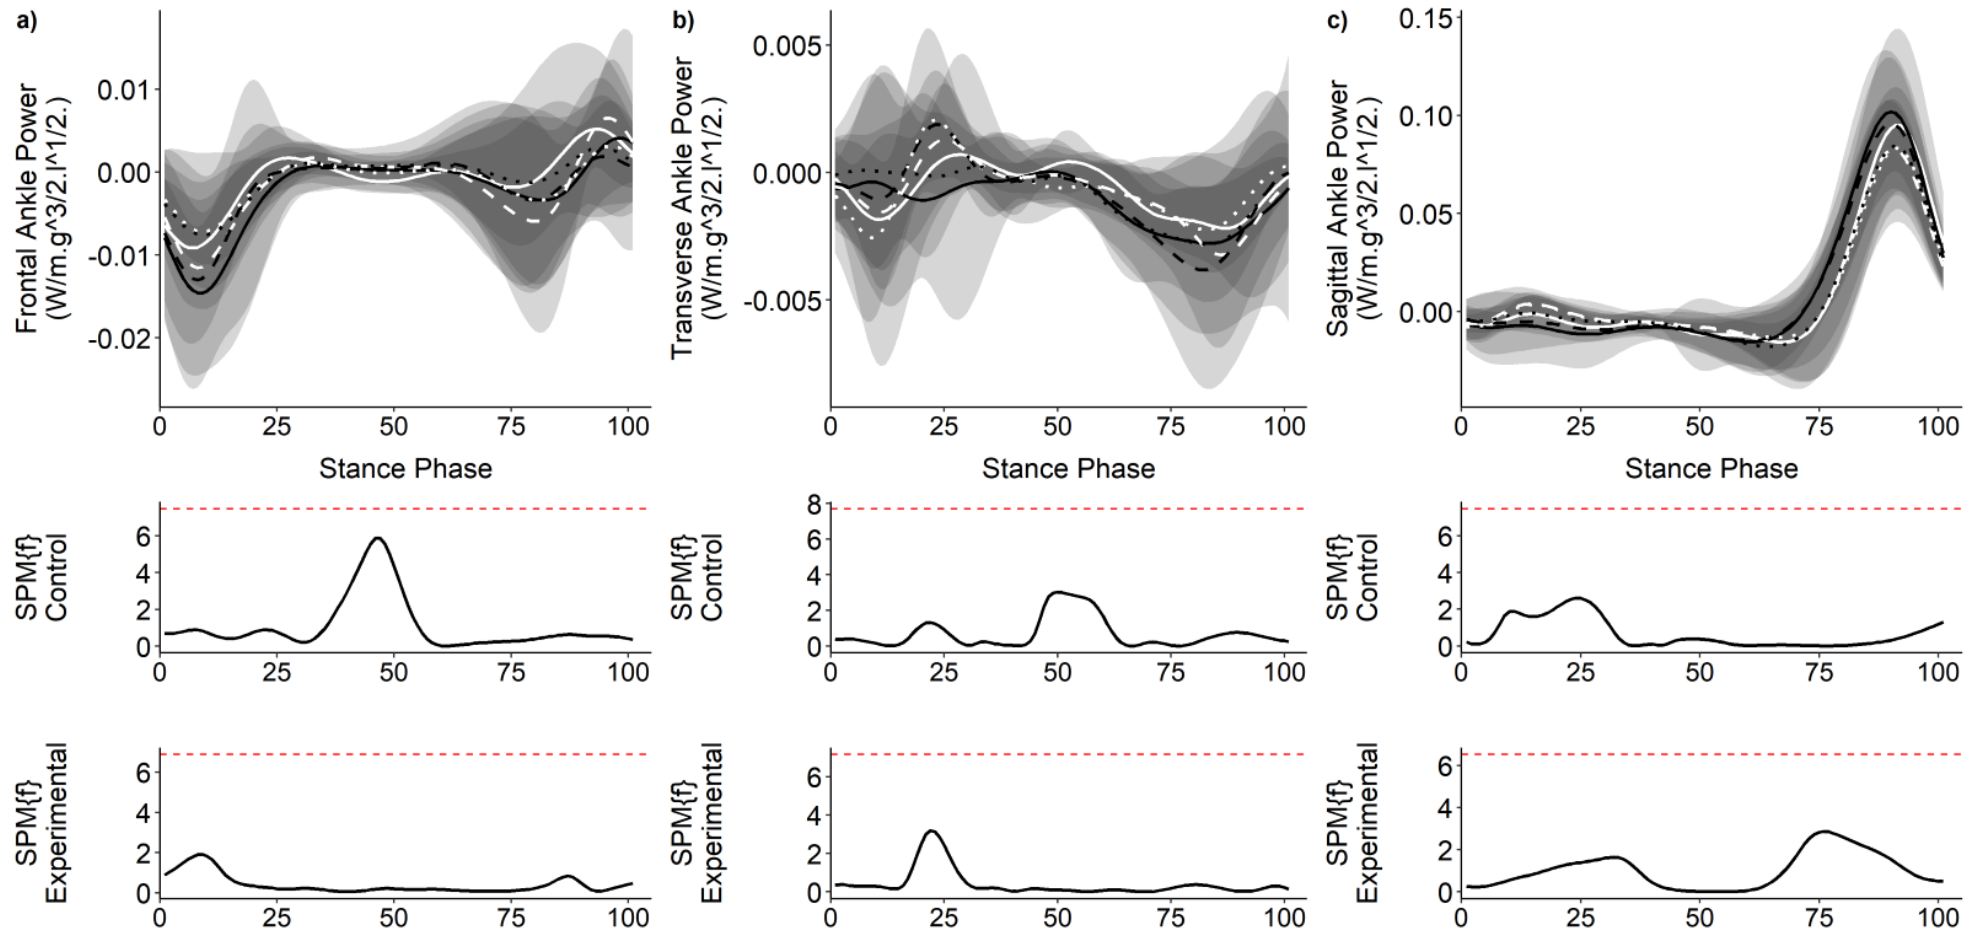 a)
Frontal Ankle Power
(W/m.g^3/2.l^1/2.)
0.01
0.00
-0.01
-0.02
0 25 50 75 100
Stance Phase
b)
Transverse Ankle Power
(W/m.g^3/2.l^1/2.)
0.005
0.000
-0.005
0 25 50 75 100
Stance Phase
c)
Sagittal Ankle Power
(W/m.g^3/2.l^1/2.)
0.15
0.10
0.05
0.00
0 25 50 75 100
Stance Phase
SPM{f}
Control
6
4
2
0
0 25 50 75 100
SPM{f}
Control
8
6
4
2
0
0 25 50 75 100
SPM{f}
Control
6
4
2
0
0 25 50 75 100
SPM{f}
Experimental
6
4
2
0
0 25 50 75 100
SPM{f}
Experimental
6
4
2
0
0 25 50 75 100
SPM{f}
Experimental
6
4
2
0
0 25 50 75 100